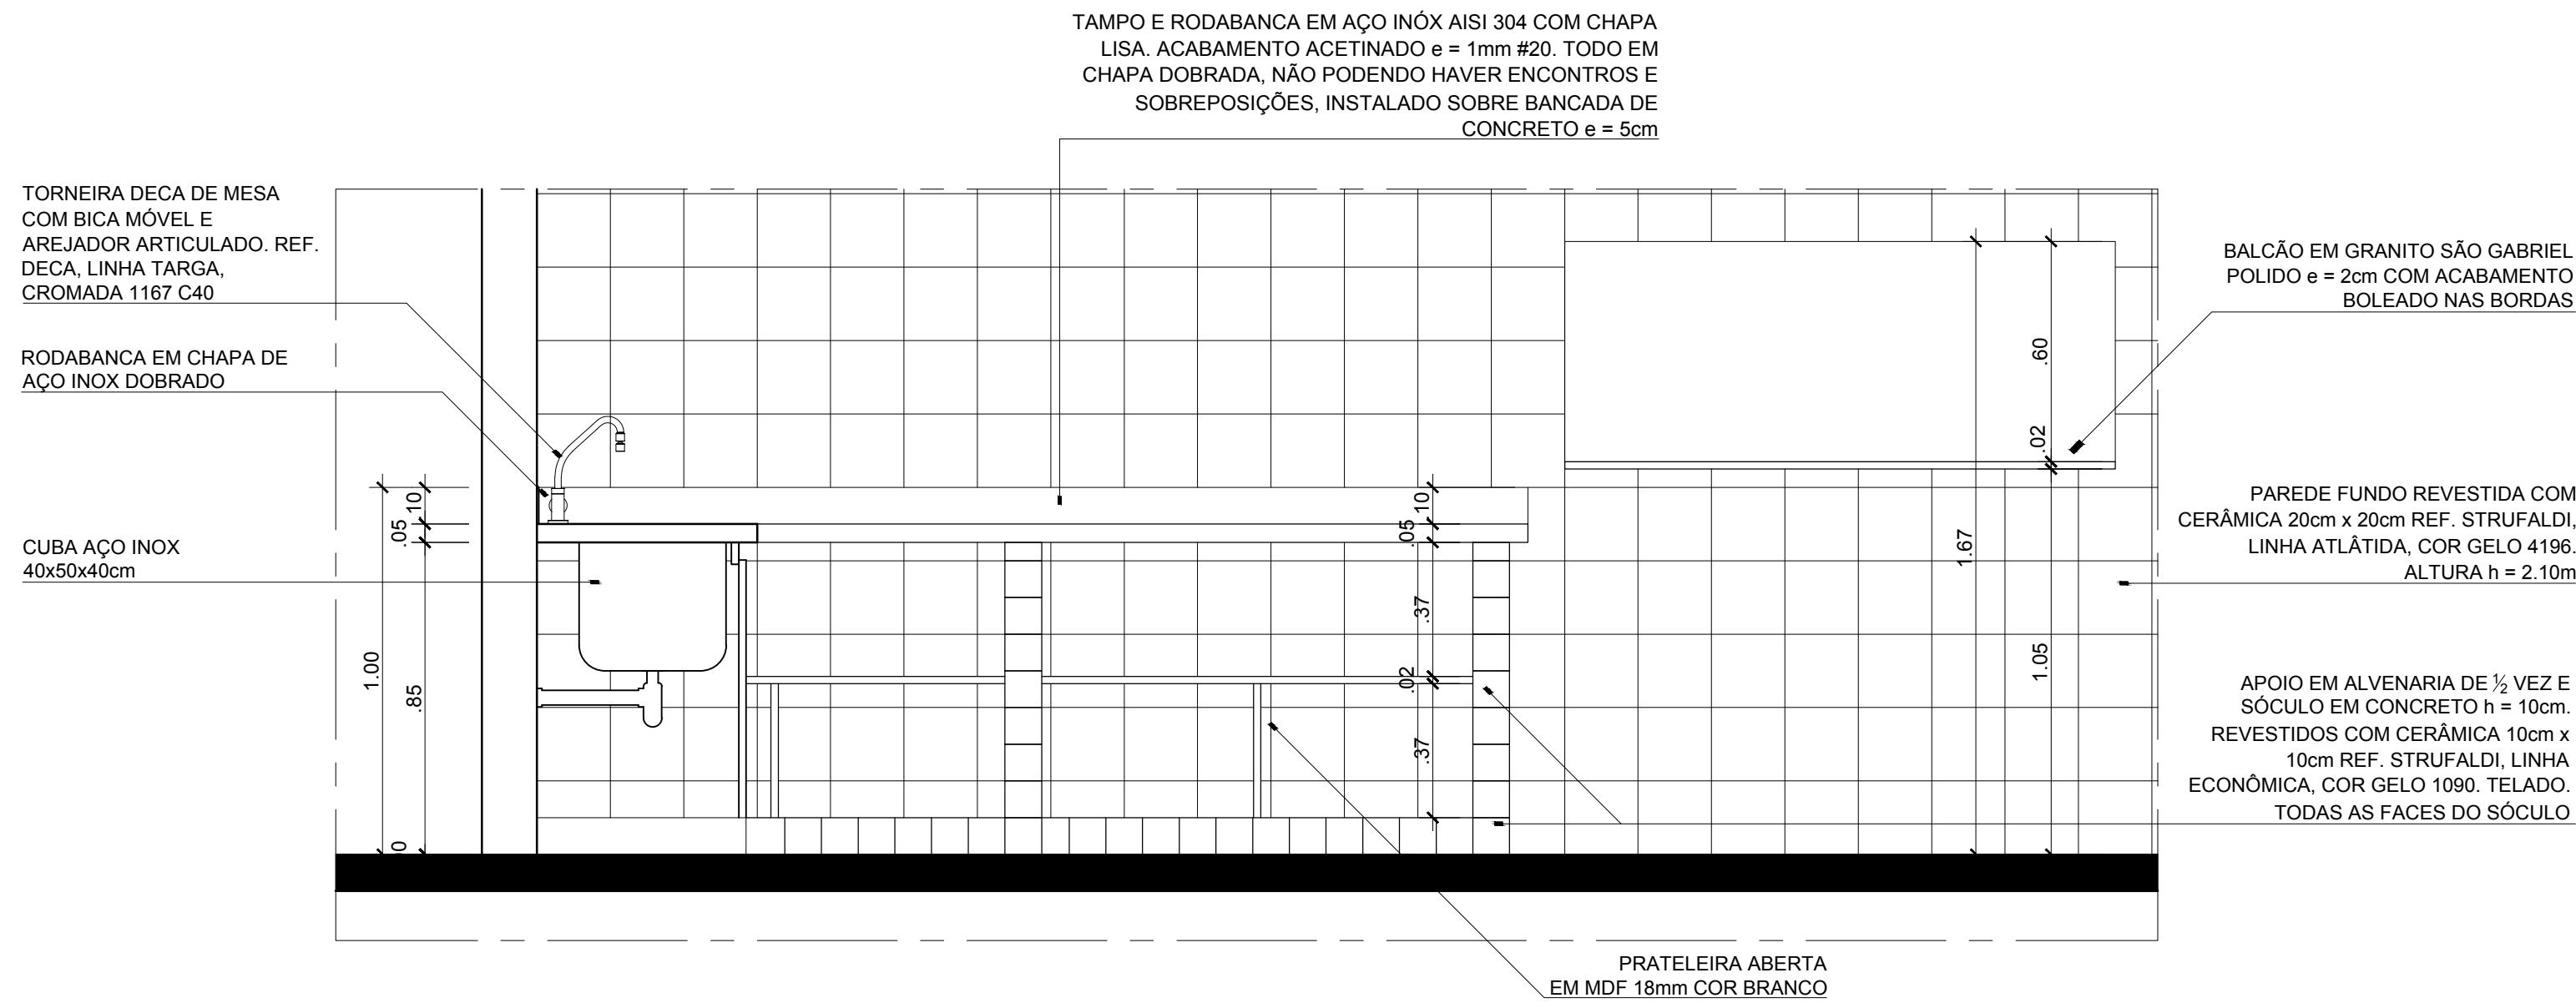 TAMPO E RODABANCA EM AÇO INÓX AISI 304 COM CHAPA
LISA. ACABAMENTO ACETINADO e = 1mm #20. TODO EM
CHAPA DOBRADA, NÃO PODENDO HAVER ENCONTROS E
SOBREPOSIÇÕES, INSTALADO SOBRE BANCADA DE
CONCRETO e = 5cm
TORNEIRA DECA DE MESA
COM BICA MÓVEL E
AREJADOR ARTICULADO. REF.
DECA, LINHA TARGA,
CROMADA 1167 C40
RODABANCA EM CHAPA DE
AÇO INOX DOBRADO
CUBA AÇO INOX
40x50x40cm
1.00
.10
.05
.85
.10
.05
.37
.02
.37
1.67
.60
.02
1.05
BALCÃO EM GRANITO SÃO GABRIEL
POLIDO e = 2cm COM ACABAMENTO
BOLEADO NAS BORDAS
PAREDE FUNDO REVESTIDA COM
CERÂMICA 20cm x 20cm REF. STRUFALDI,
LINHA ATLÂTIDA, COR GELO 4196.
ALTURA h = 2.10m
APOIO EM ALVENARIA DE ½ VEZ E
SÓCULO EM CONCRETO h = 10cm.
REVESTIDOS COM CERÂMICA 10cm x
10cm REF. STRUFALDI, LINHA
ECONÔMICA, COR GELO 1090. TELADO.
TODAS AS FACES DO SÓCULO
PRATELEIRA ABERTA
EM MDF 18mm COR BRANCO